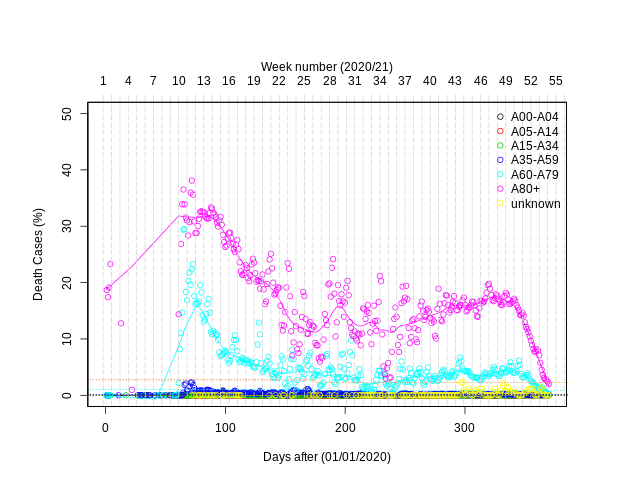 Week number (2020/21)
1 4 7 10 13 16 19 22 25 28 31 34 37 40 43 46 49 52 55
50
40
30
20
10
0
Death Cases (%)
A00-A04
A05-A14
A15-A34
A35-A59
A60-A79
A80+
unknown
0 100 200 300
Days after (01/01/2020)